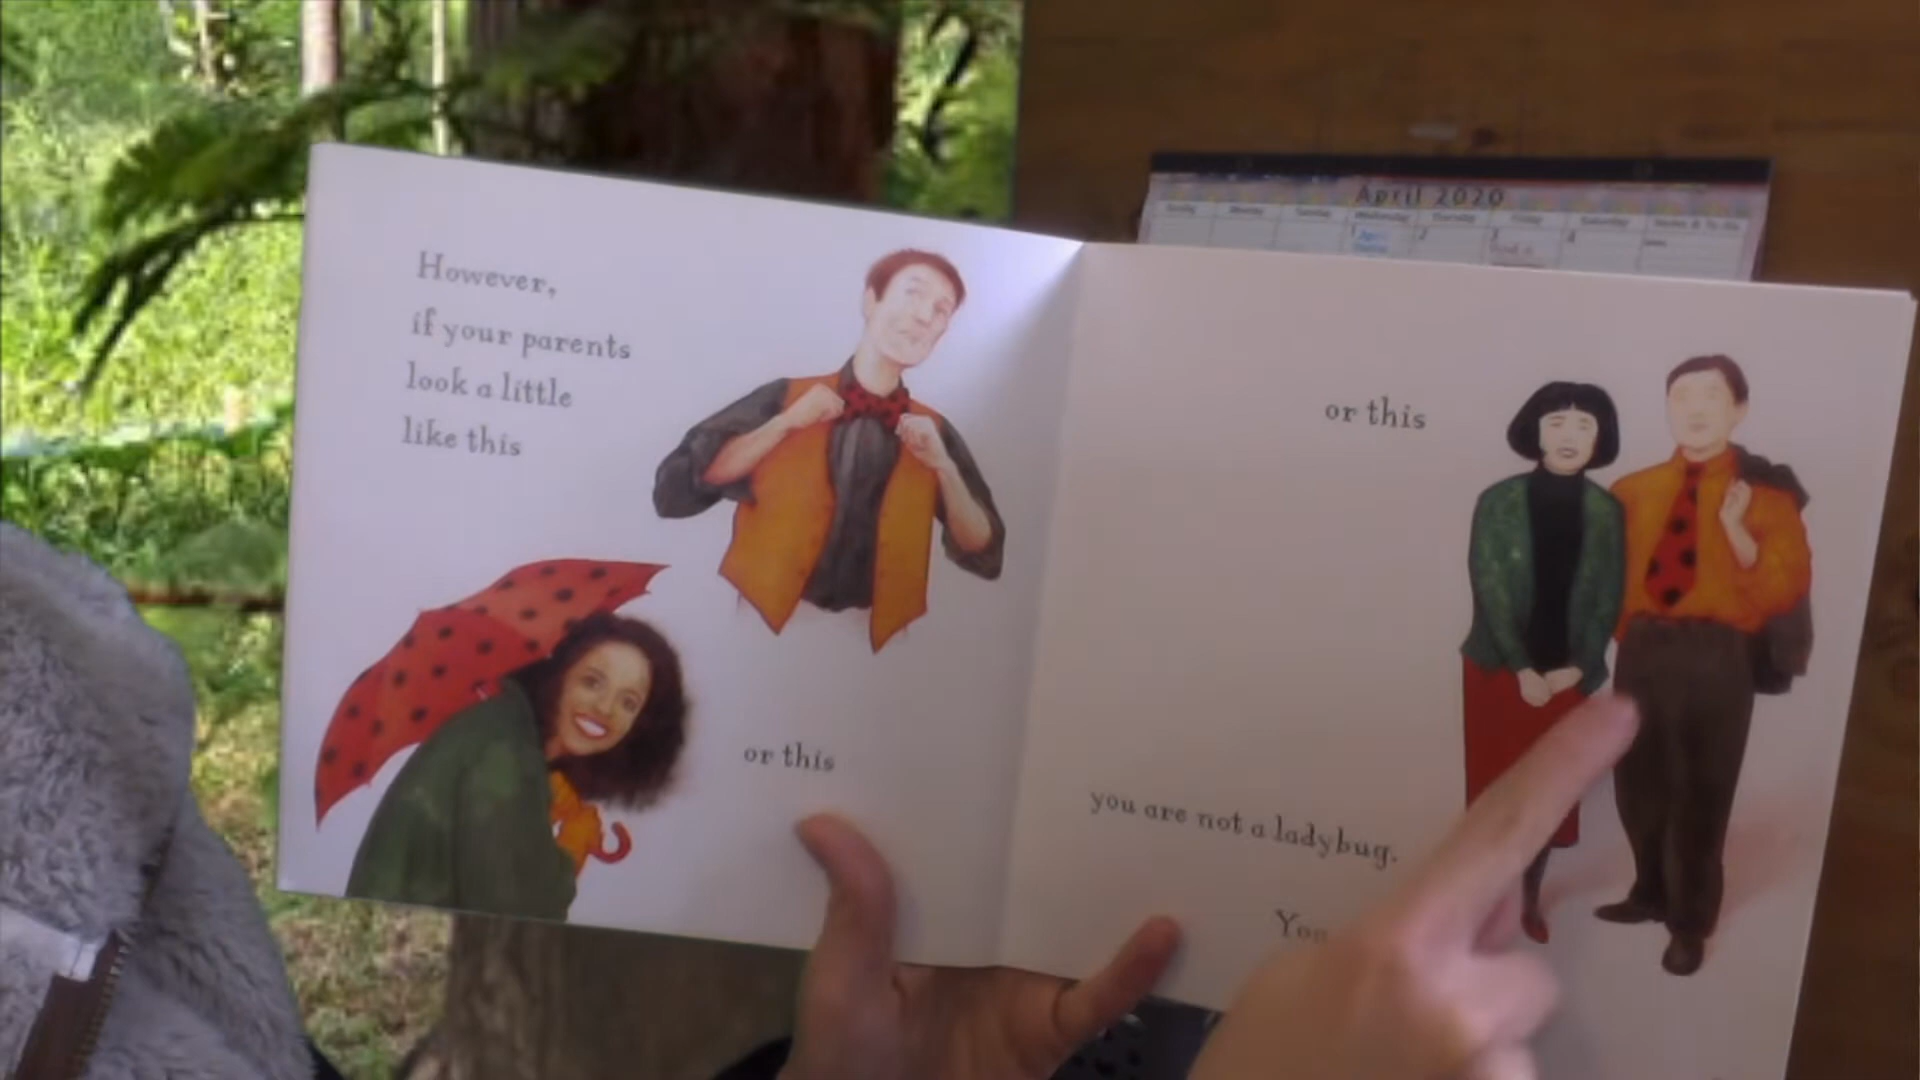 However,
if your parents
look a little
like this
or this
or this
you are not a ladybug.
April 2020